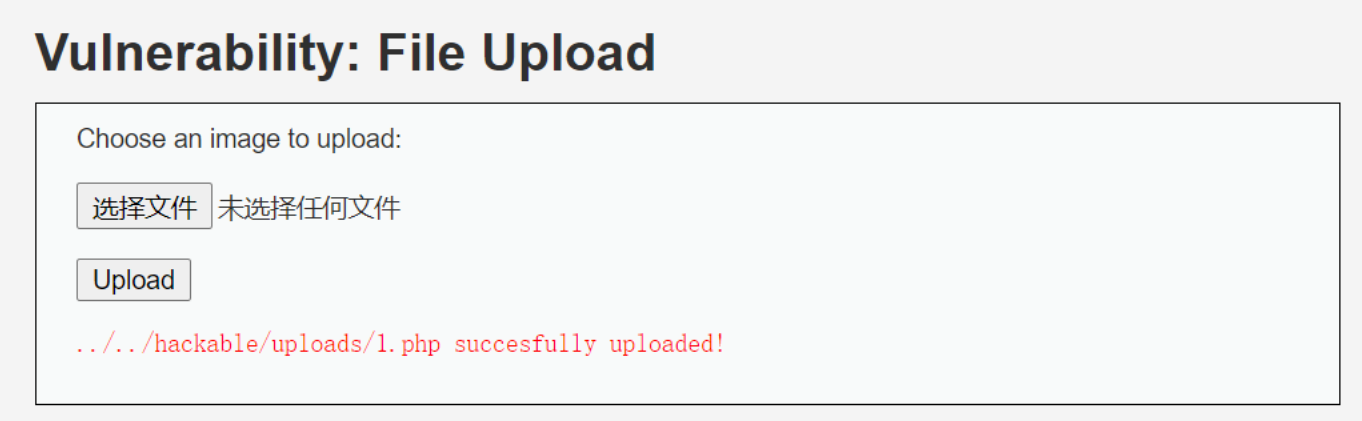 Vulnerability: File Upload
Choose an image to upload:
选择文件 未选择任何文件
Upload
../../hackable/uploads/1.php succesfully uploaded!